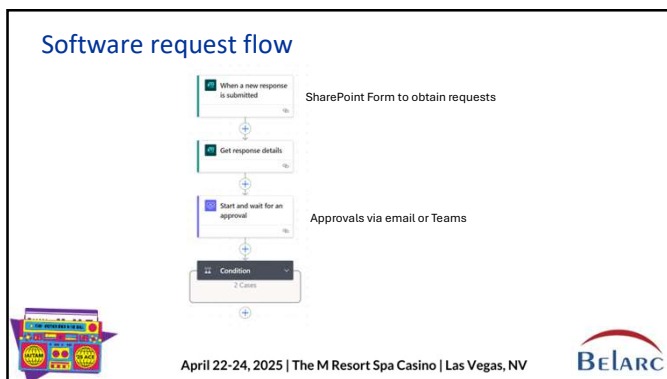 Software request flow
When a new response
is submitted
SharePoint Form to obtain requests
Get response details
Start and wait for an
approval
Approvals via email or Teams
Condition
2 Cases
IAITAM
ACE
April 22-24, 2025 | The M Resort Spa Casino | Las Vegas, NV
BELARC